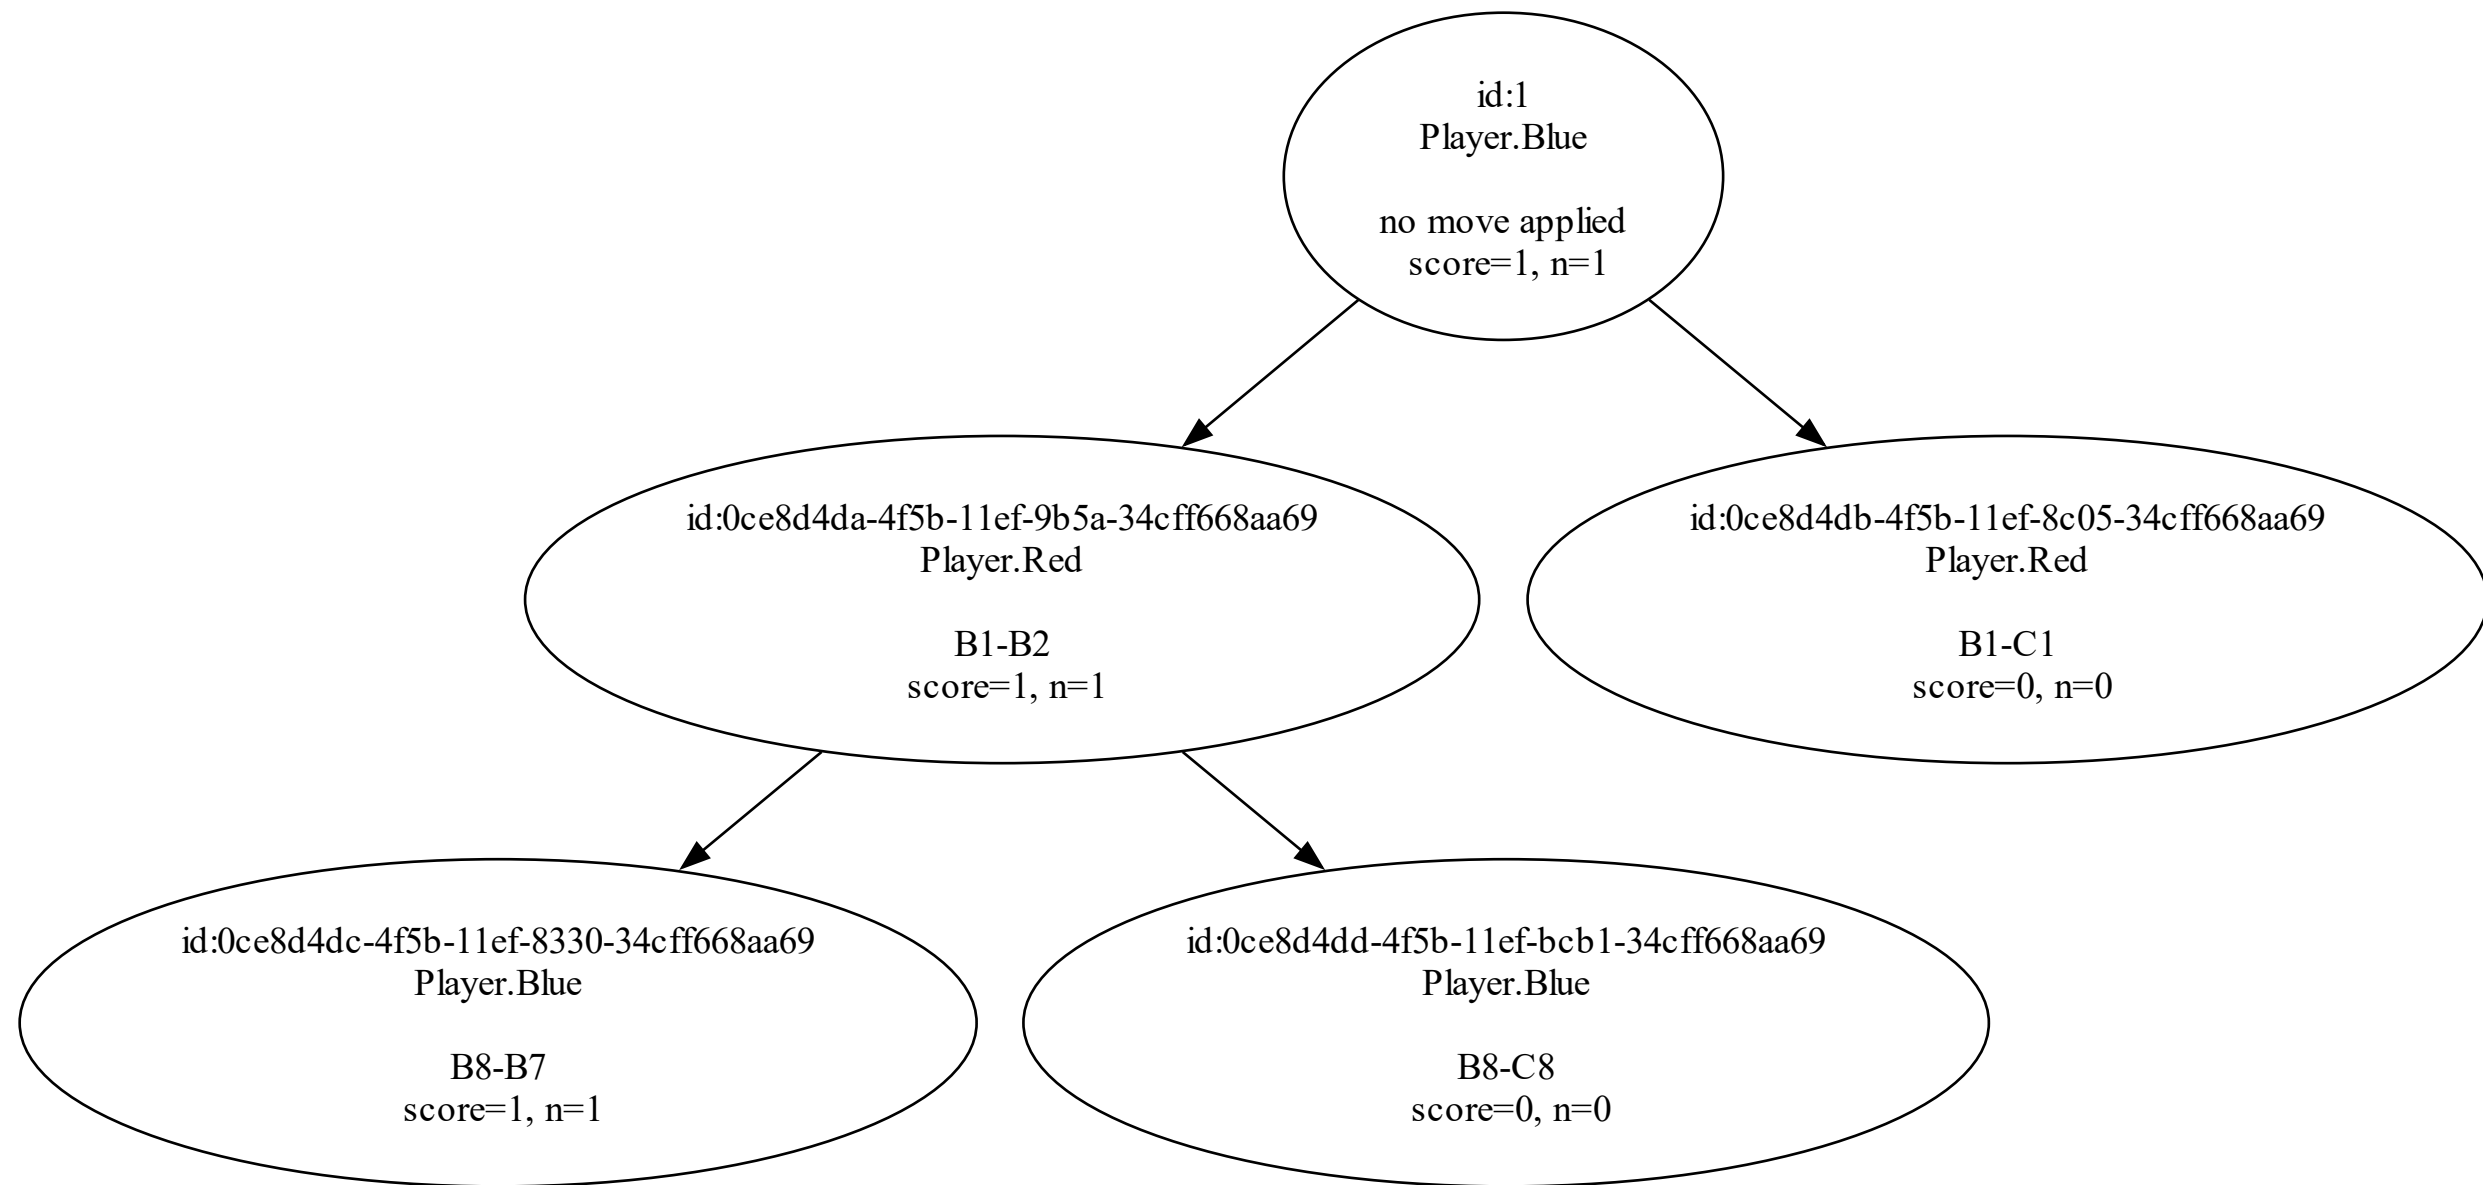 id:1
Player.Blue
no move applied
score=1, n=1
id:0ce8d4da-4f5b-11ef-9b5a-34cff668aa69
Player.Red
B1-B2
score=1, n=1
id:0ce8d4db-4f5b-11ef-8c05-34cff668aa69
Player.Red
B1-C1
score=0, n=0
id:0ce8d4dc-4f5b-11ef-8330-34cff668aa69
Player.Blue
B8-B7
score=1, n=1
id:0ce8d4dd-4f5b-11ef-bcb1-34cff668aa69
Player.Blue
B8-C8
score=0, n=0